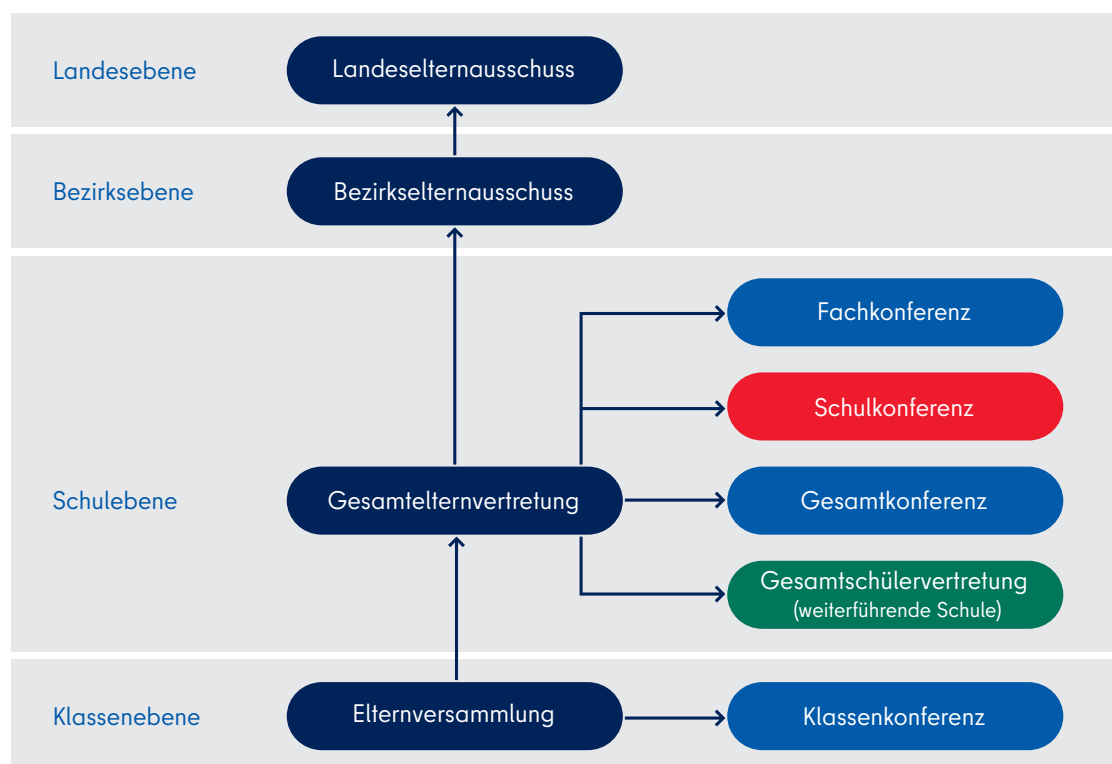 Landesebene
Landeselternausschuss
Bezirksebene
Bezirkselternausschuss
Fachkonferenz
Schulkonferenz
Schulebene
Gesamtelternvertretung
Gesamtkonferenz
Gesamtschülervertretung
(weiterführende Schule)
Klassenebene
Elternversammlung
Klassenkonferenz